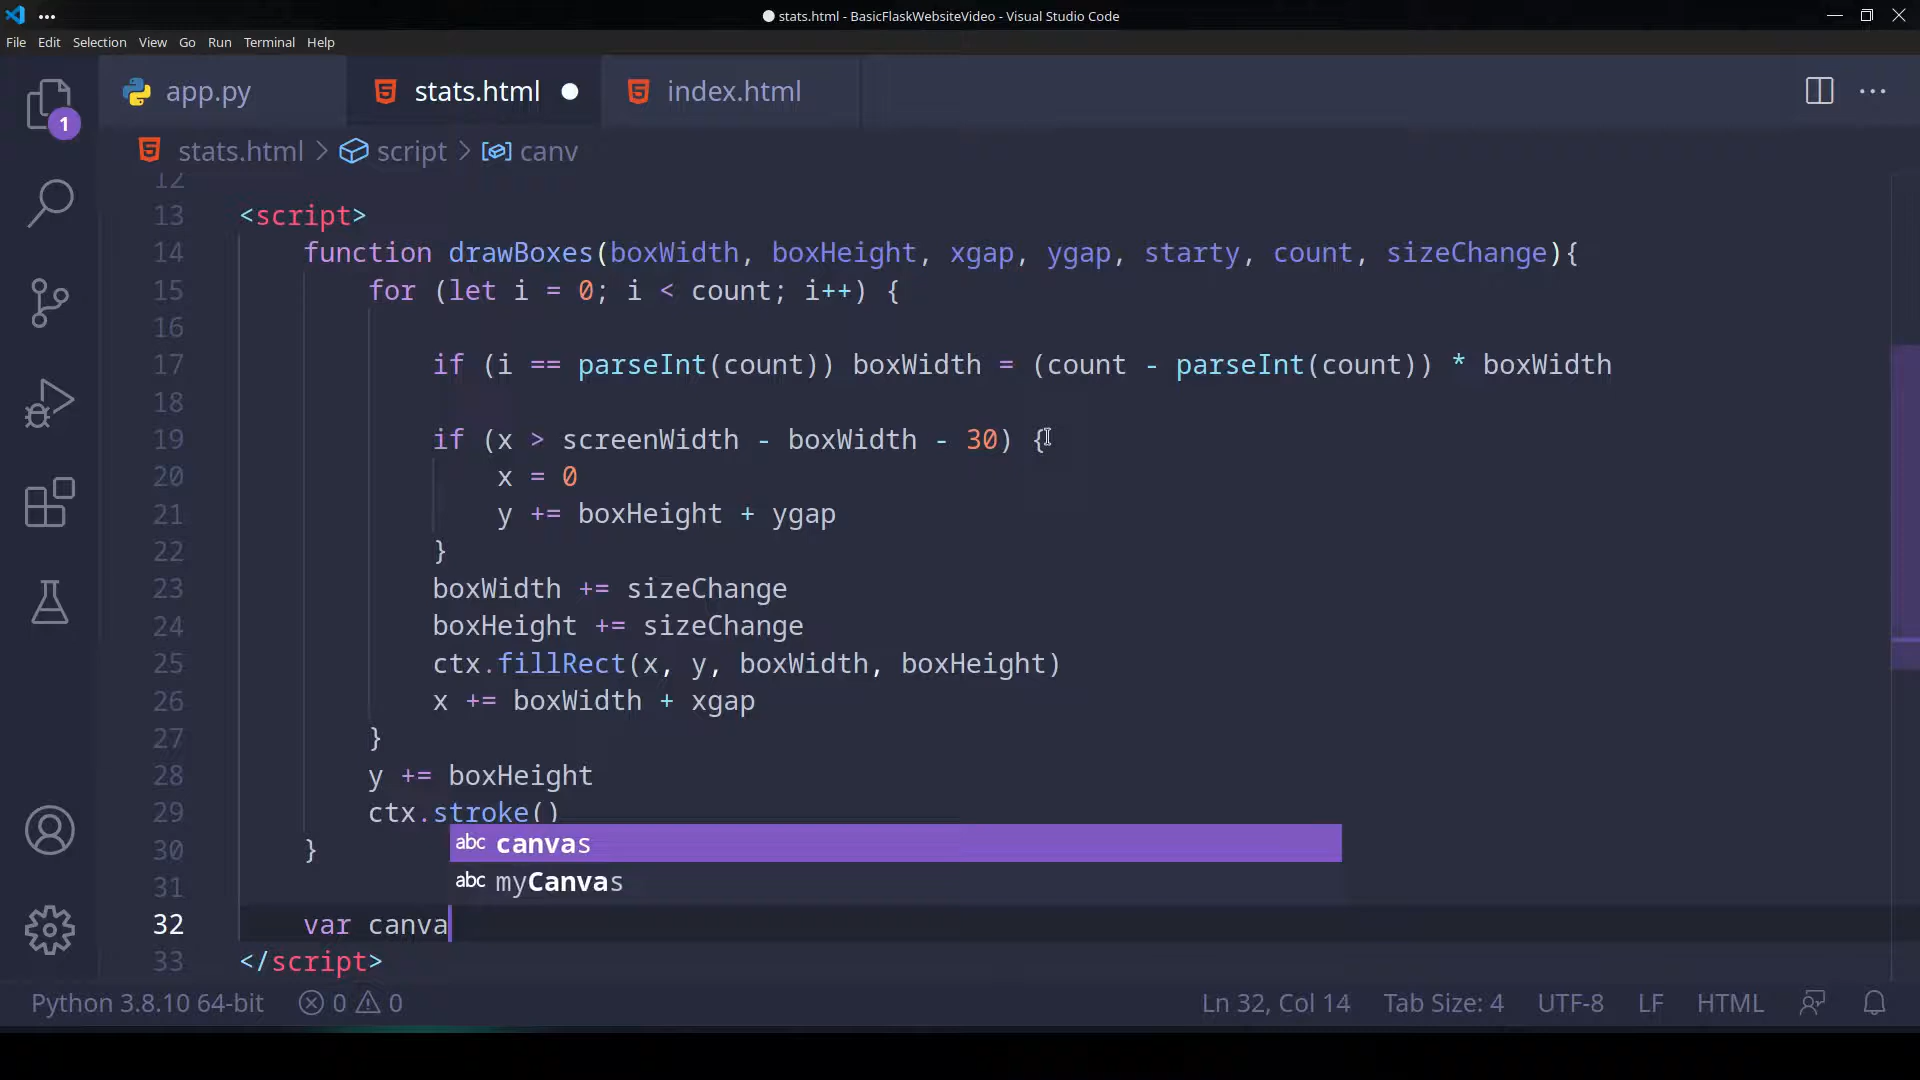 stats.html - BasicFlaskWebsiteVideo - Visual Studio Code
File Edit Selection View Go Run Terminal Help
app.py stats.html index.html
1
stats.html > script > canv
12
13 <script>
14 function drawBoxes(boxWidth, boxHeight, xgap, ygap, starty, count, sizeChange){
15 for (let i = 0; i < count; i++) {
16
17 if (i == parseInt(count)) boxWidth = (count - parseInt(count)) * boxWidth
18
19 if (x > screenWidth - boxWidth - 30) {
20 x = 0
21 y += boxHeight + ygap
22 }
23 boxWidth += sizeChange
24 boxHeight += sizeChange
25 ctx.fillRect(x, y, boxWidth, boxHeight)
26 x += boxWidth + xgap
27 }
28 y += boxHeight
29 ctx.stroke()
abc canvas
30 }
abc myCanvas
31
32 var canva
33 </script>
Python 3.8.10 64-bit 0 0 Ln 32, Col 14 Tab Size: 4 UTF-8 LF HTML